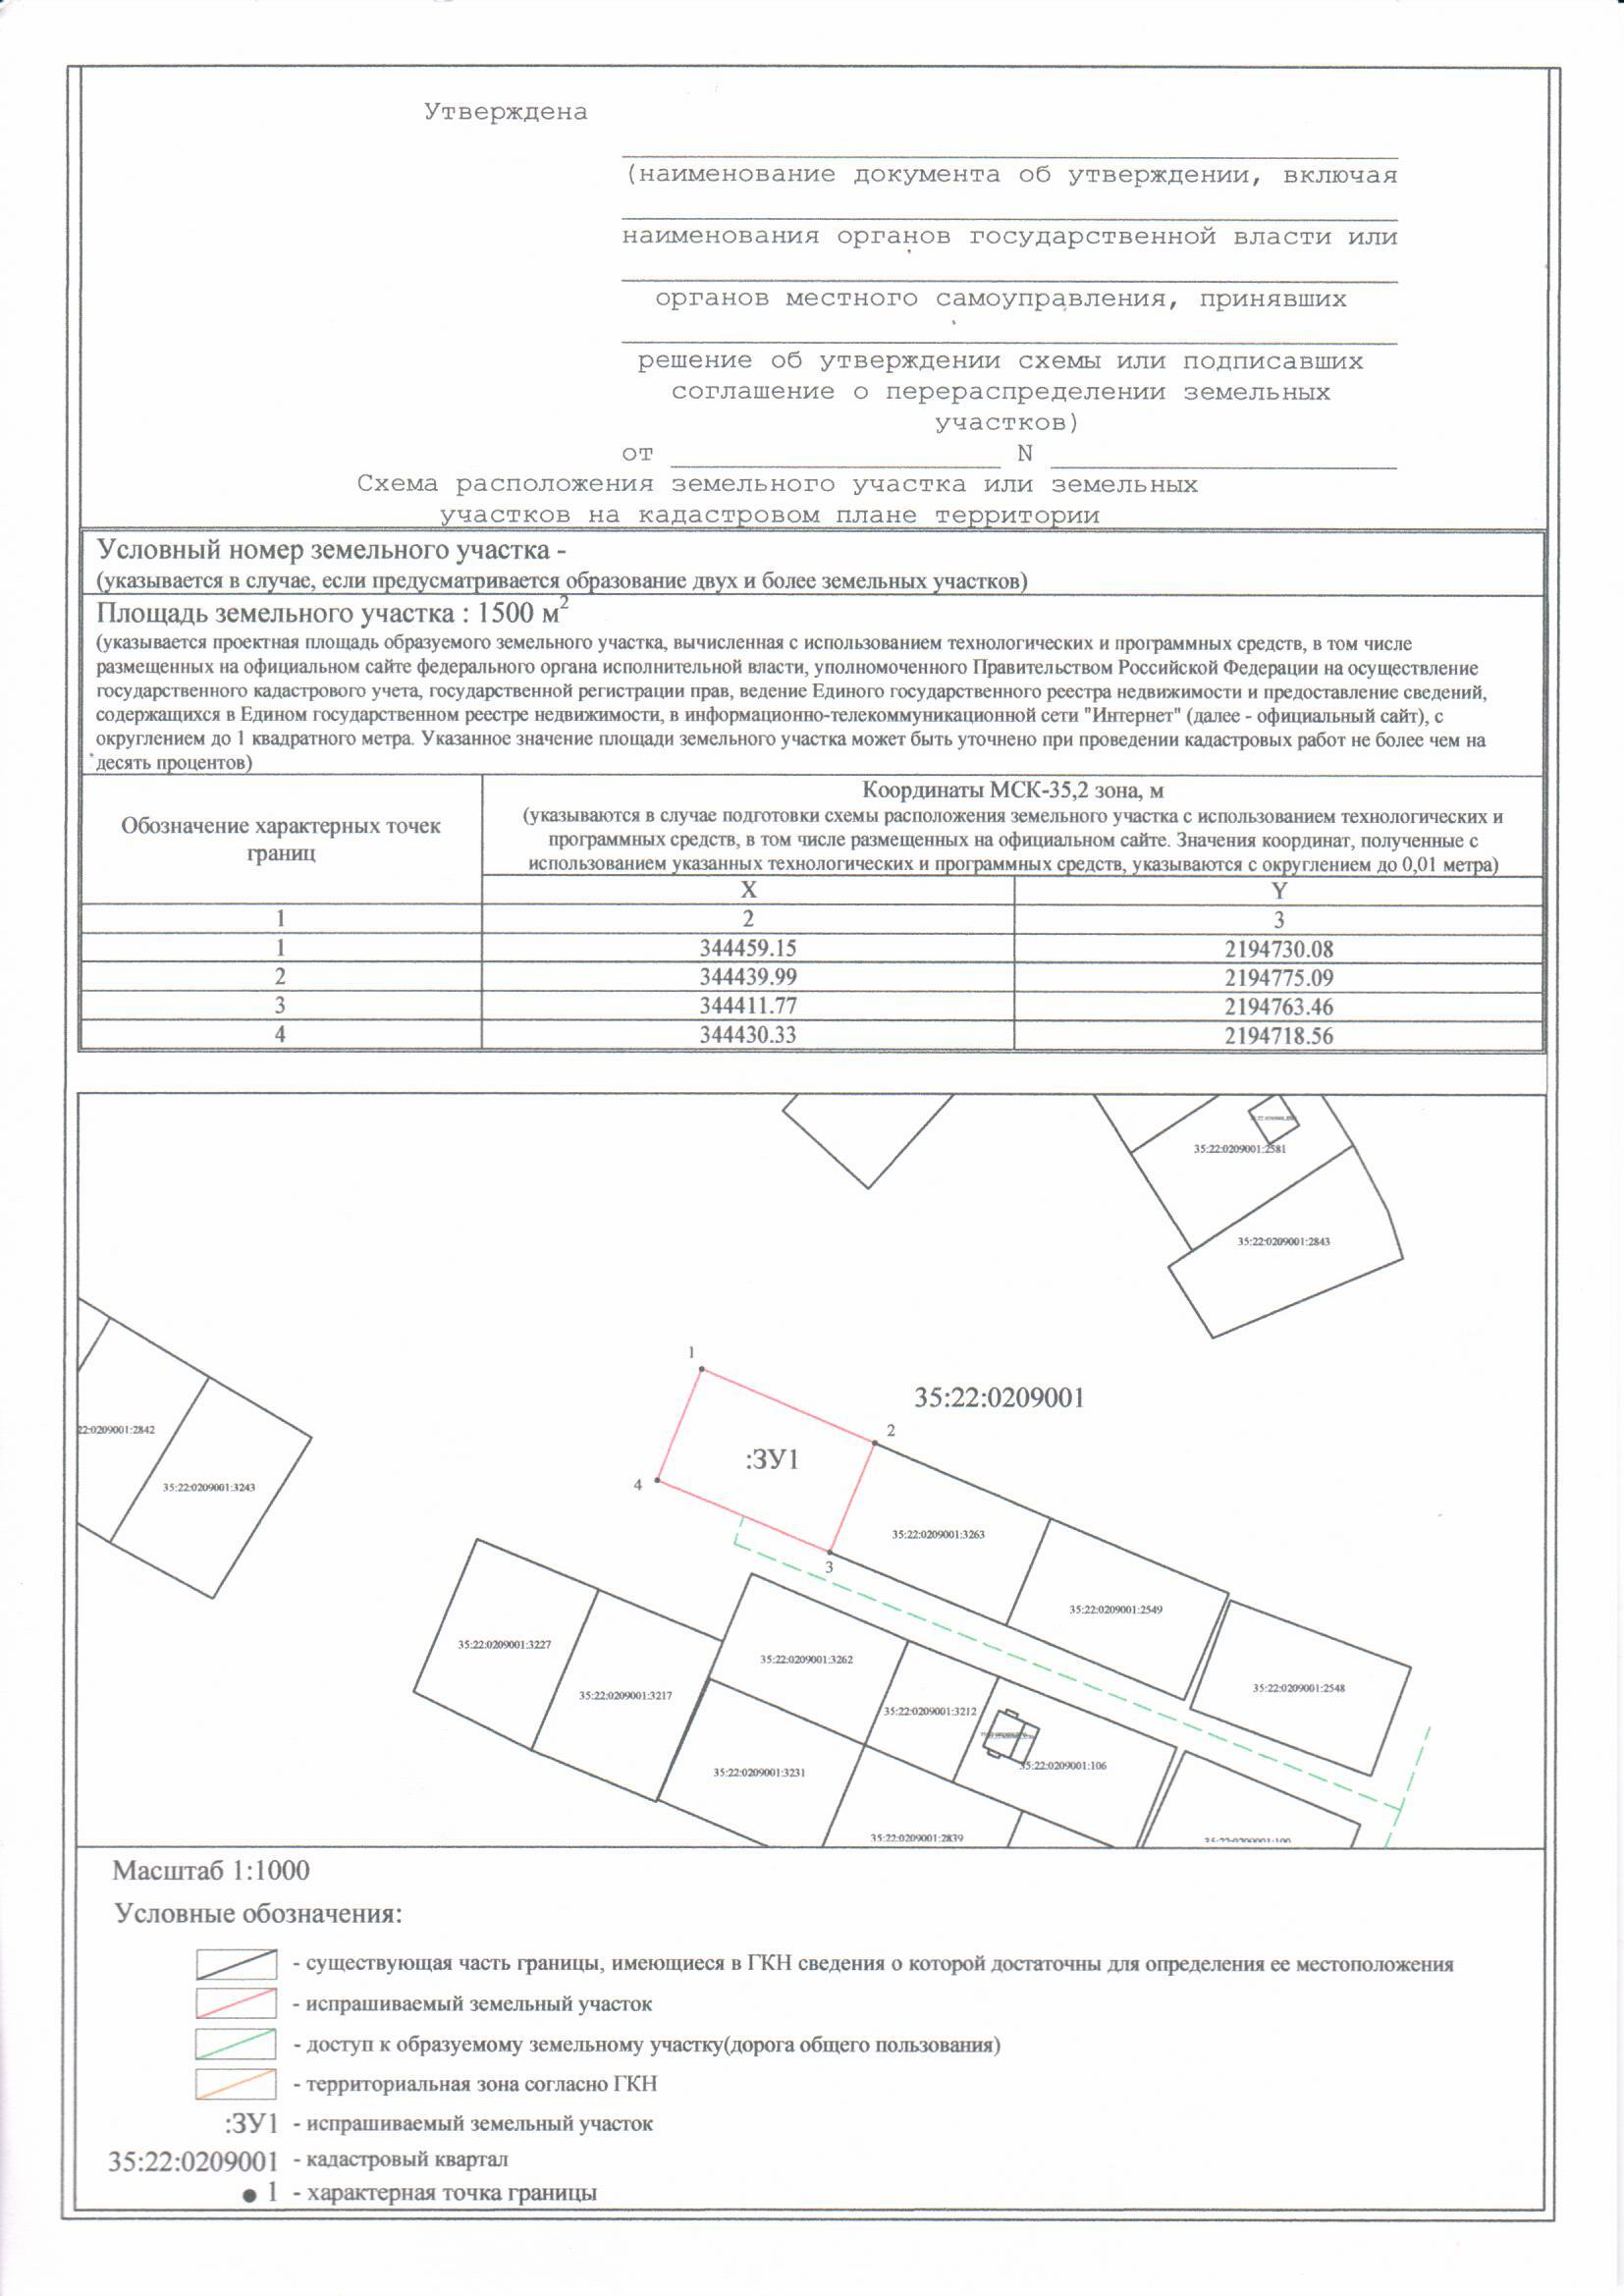 Утверждена
(наименование документа об утверждении, включая
наименования органов государственной власти или
органов местного самоуправления, принявших
решение об утверждении схемы или подписавших
соглашение о перераспределении земельных
участков)
от N
Схема расположения земельного участка или земельных
участков на кадастровом плане территории
Условный номер земельного участка -
(указывается в случае, если предусматривается образование двух и более земельных участков)
Площадь земельного участка : 1500 м2
(указывается проектная площадь образуемого земельного участка, вычисленная с использованием технологических и программных средств, в том числе
размещенных на официальном сайте федерального органа исполнительной власти, уполномоченного Правительством Российской Федерации на осуществление
государственного кадастрового учета, государственной регистрации прав, ведение Единого государственного реестра недвижимости и предоставление сведений,
содержащихся в Едином государственном реестре недвижимости, в информационно-телекоммуникационной сети "Интернет" (далее - официальный сайт), с
округлением до 1 квадратного метра. Указанное значение площади земельного участка может быть уточнено при проведении кадастровых работ не более чем на
десять процентов)
Обозначение характерных точек
границ
Координаты МСК-35,2 зона, м
(указываются в случае подготовки схемы расположения земельного участка с использованием технологических и
программных средств, в том числе размещенных на официальном сайте. Значения координат, полученные с
использованием указанных технологических и программных средств, указываются с округлением до 0,01 метра)
X Y
1 2 3
1 344459.15 2194730.08
2 344439.99 2194775.09
3 344411.77 2194763.46
4 344430.33 2194718.56
35:22:0209001:2581
35:22:0209001:2843
1
35:22:0209001
22:0209001:2842
2
:ЗУ1
4
35:22:0209001:3243
35:22:0209001:3263
3
35:22:0209001:2549
35:22:0209001:3227
35:22:0209001:3262
35:22:0209001:2548
35:22:0209001:3217
35:22:0209001:3212
35:22:0209001:106
35:22:0209001:3231
35:22:0209001:2839
Масштаб 1:1000
Условные обозначения:
- существующая часть границы, имеющиеся в ГКН сведения о которой достаточны для определения ее местоположения
- испрашиваемый земельный участок
- доступ к образуемому земельному участку(дорога общего пользования)
- территориальная зона согласно ГКН
:ЗУ1 - испрашиваемый земельный участок
35:22:0209001 - кадастровый квартал
1 - характерная точка границы